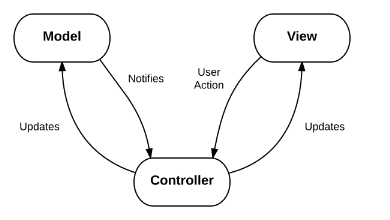 Model
View
Notifies
User
Action
Updates
Updates
Controller